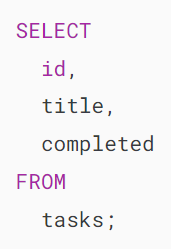 SELECT
  id,
  title,
  completed
FROM
  tasks;